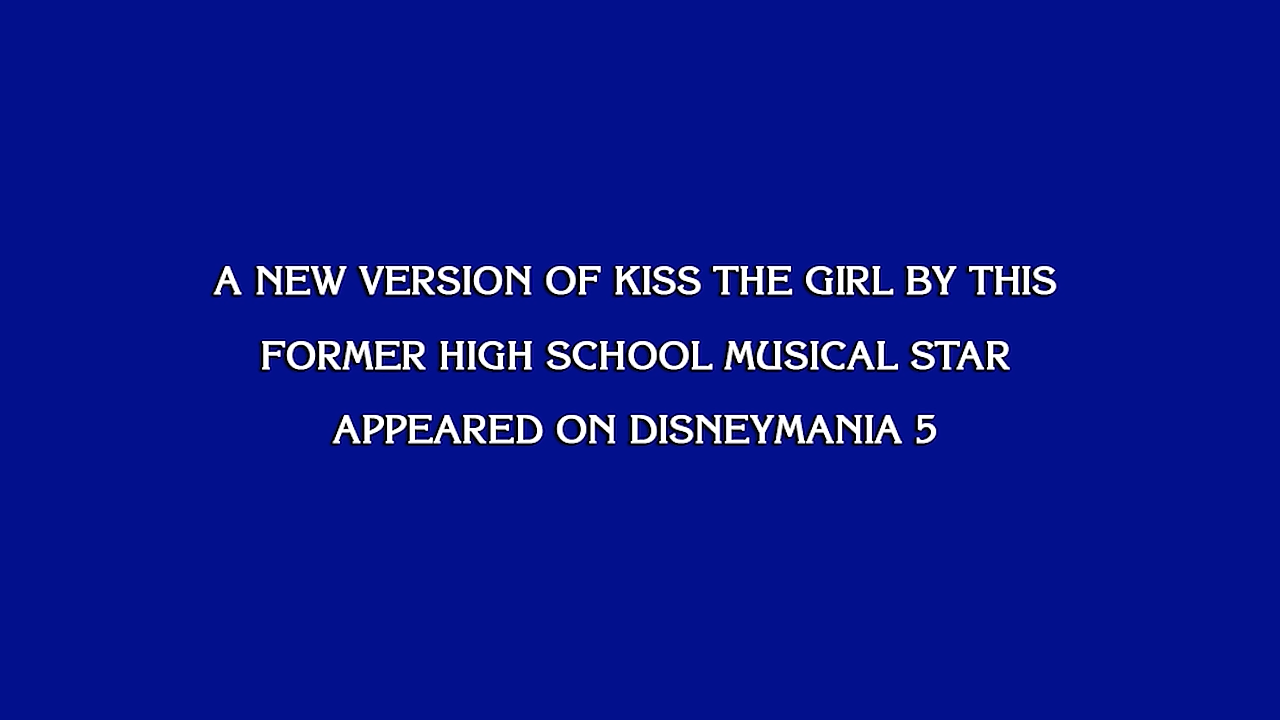 A NEW VERSION OF KISS THE GIRL BY THIS
FORMER HIGH SCHOOL MUSICAL STAR
APPEARED ON DISNEYMANIA 5